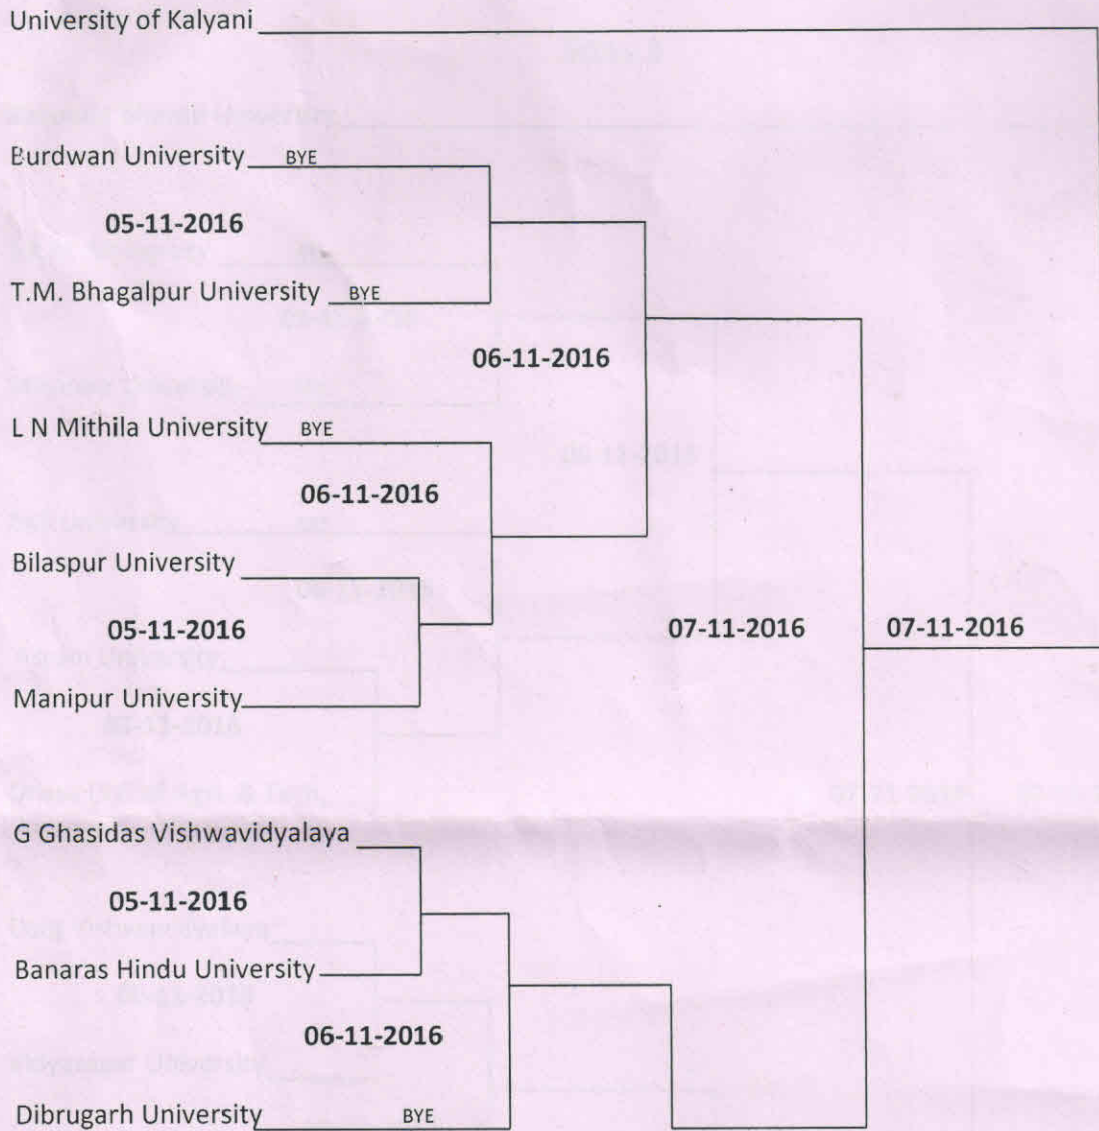 University of Kalyani
Burdwan University BYE
05-11-2016
T.M. Bhagalpur University BYE
06-11-2016
L N Mithila University BYE
06-11-2016
Bilaspur University
05-11-2016
07-11-2016 07-11-2016
Manipur University
G Ghasidas Vishwavidyalaya
05-11-2016
Banaras Hindu University
06-11-2016
Dibrugarh University BYE